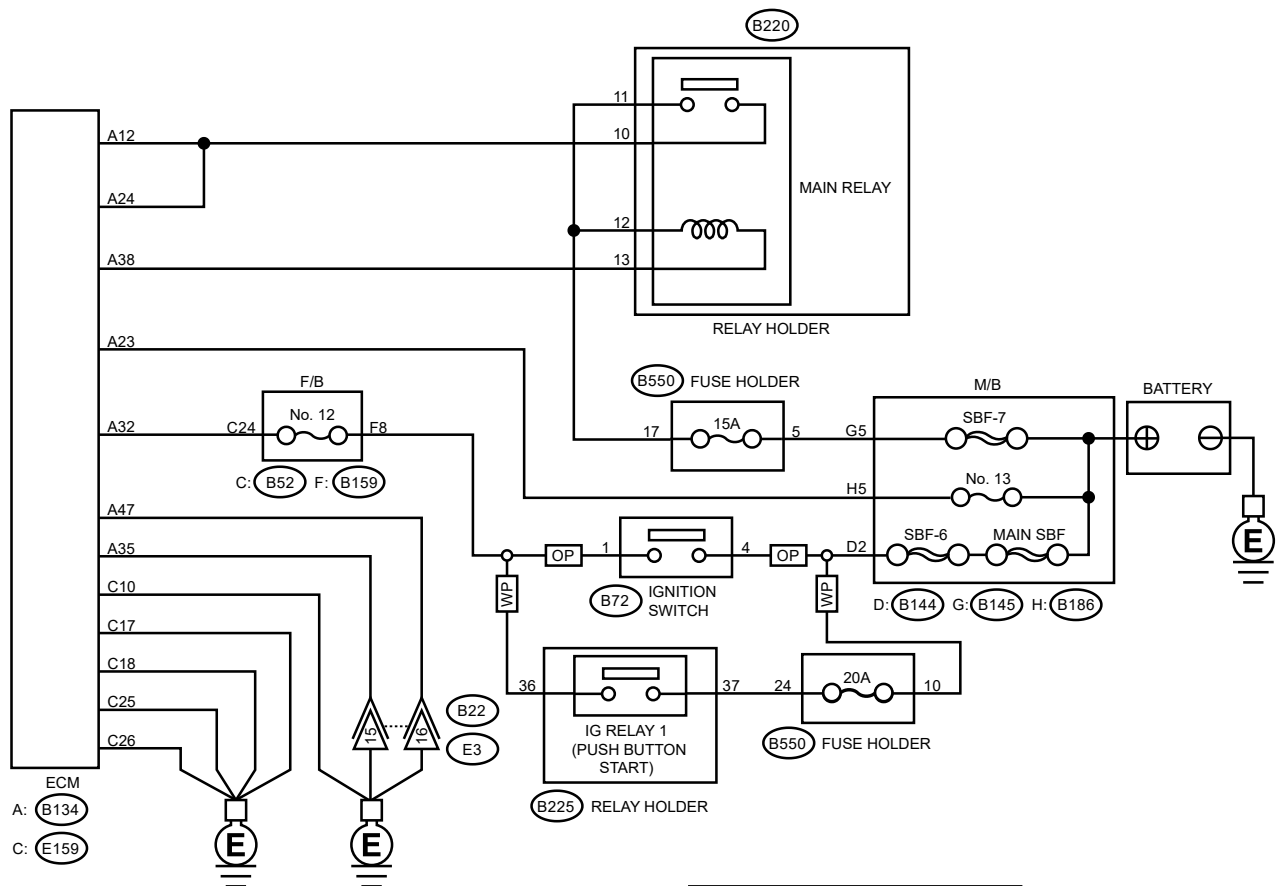 B220
11
A12
10
A24
MAIN RELAY
12
A38
13
RELAY HOLDER
A23
F/B
B550
FUSE HOLDER
M/B
BATTERY
No. 12
15A
SBF-7
A32
C24
F8
17
5
G5
C:
B52
F:
B159
H5
No. 13
A47
SBF-6
MAIN SBF
A35
OP
1
4
OP
D2
E
WP
B72
IGNITION
SWITCH
WP
C10
D:
B144
G:
B145
H:
B186
C17
C18
20A
36
37
24
10
C25
B22
15
16
IG RELAY 1
(PUSH BUTTON
START)
C26
E3
B550
FUSE HOLDER
ECM
A:
B134
B225
RELAY HOLDER
C:
E159
E
E